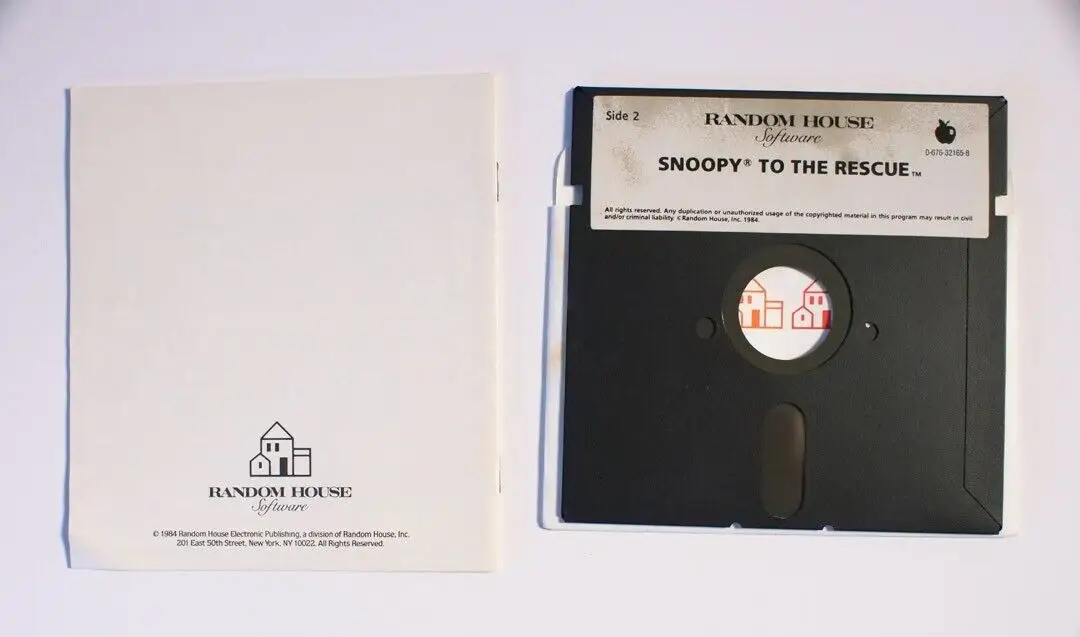 RANDOM HOUSE
Software
© 1984 Random House Electronic Publishing, a division of Random House, Inc.
201 East 50th Street, New York, NY 10022. All Rights Reserved.
Side 2
RANDOM HOUSE
Software
0-676-32165-8
SNOOPY® TO THE RESCUE™
All rights reserved. Any duplication or unauthorized usage of the copyrighted material in this program may result in civil
and/or criminal liability. © Random House, Inc. 1984.